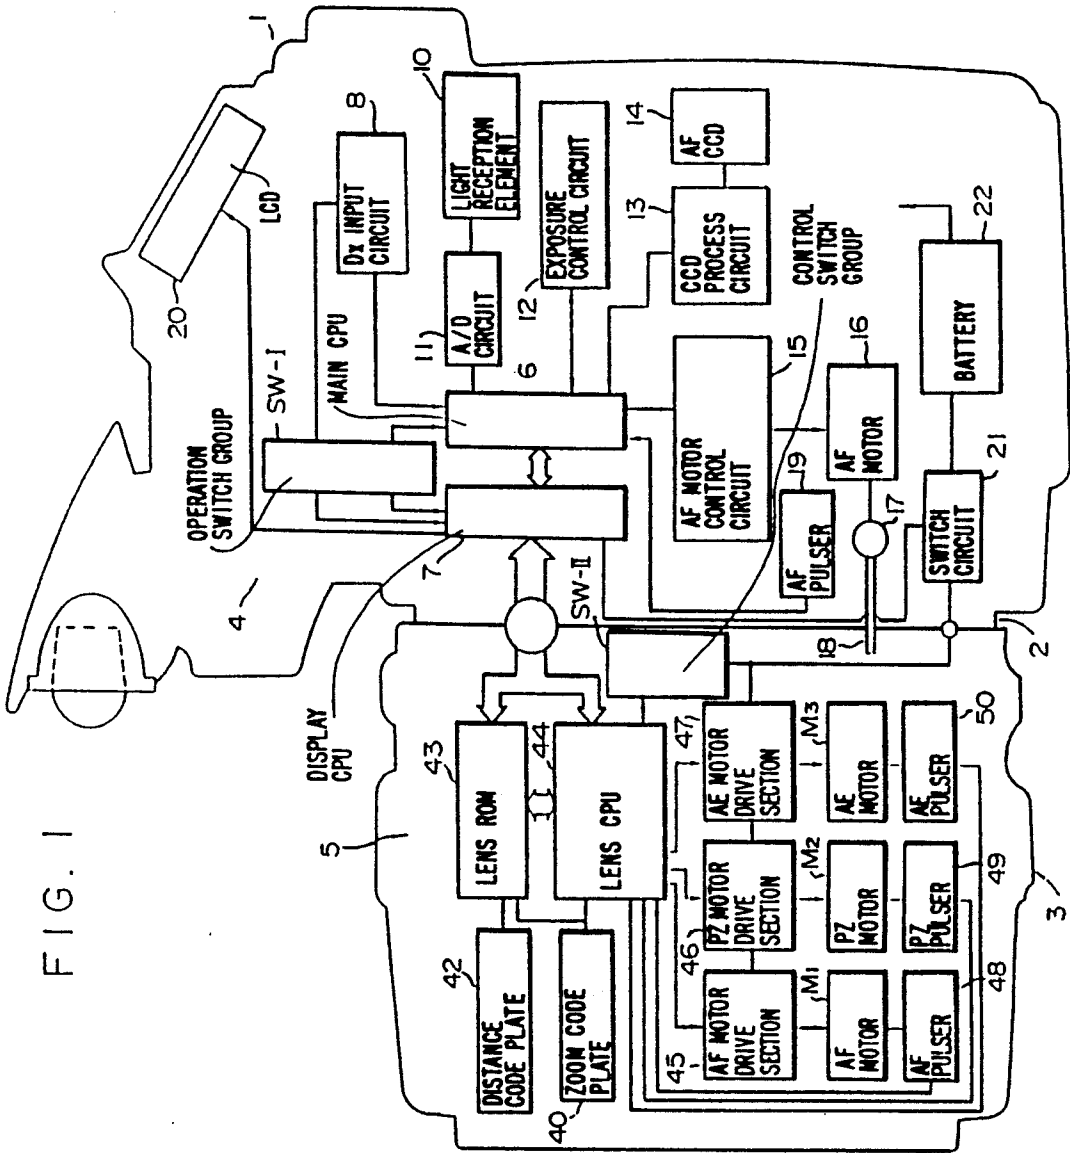 FIG. 1
1
LCD
20
8
Dx INPUT
CIRCUIT
10
LIGHT
RECEPTION
ELEMENT
11
A/D
CIRCUIT
12
EXPOSURE
CONTROL CIRCUIT
14
AF
CCD
13
CCD
PROCESS
CIRCUIT
CONTROL
SWITCH
GROUP
22
BATTERY
OPERATION
SWITCH GROUP
SW-I
MAIN CPU
6
7
4
15
AF MOTOR
CONTROL
CIRCUIT
16
AF
MOTOR
19
AF
PULSER
17
18
21
SWITCH
CIRCUIT
2
SW-II
DISPLAY
CPU
5
43
LENS ROM
44
LENS CPU
42
DISTANCE
CODE PLATE
40
ZOOM CODE
PLATE
47
AE MOTOR
DRIVE
SECTION
46
PZ MOTOR
DRIVE
SECTION
45
AF MOTOR
DRIVE
SECTION
M3
AE
MOTOR
M2
PZ
MOTOR
M1
AF
MOTOR
50
AE
PULSER
49
PZ
PULSER
48
AF
PULSER
3